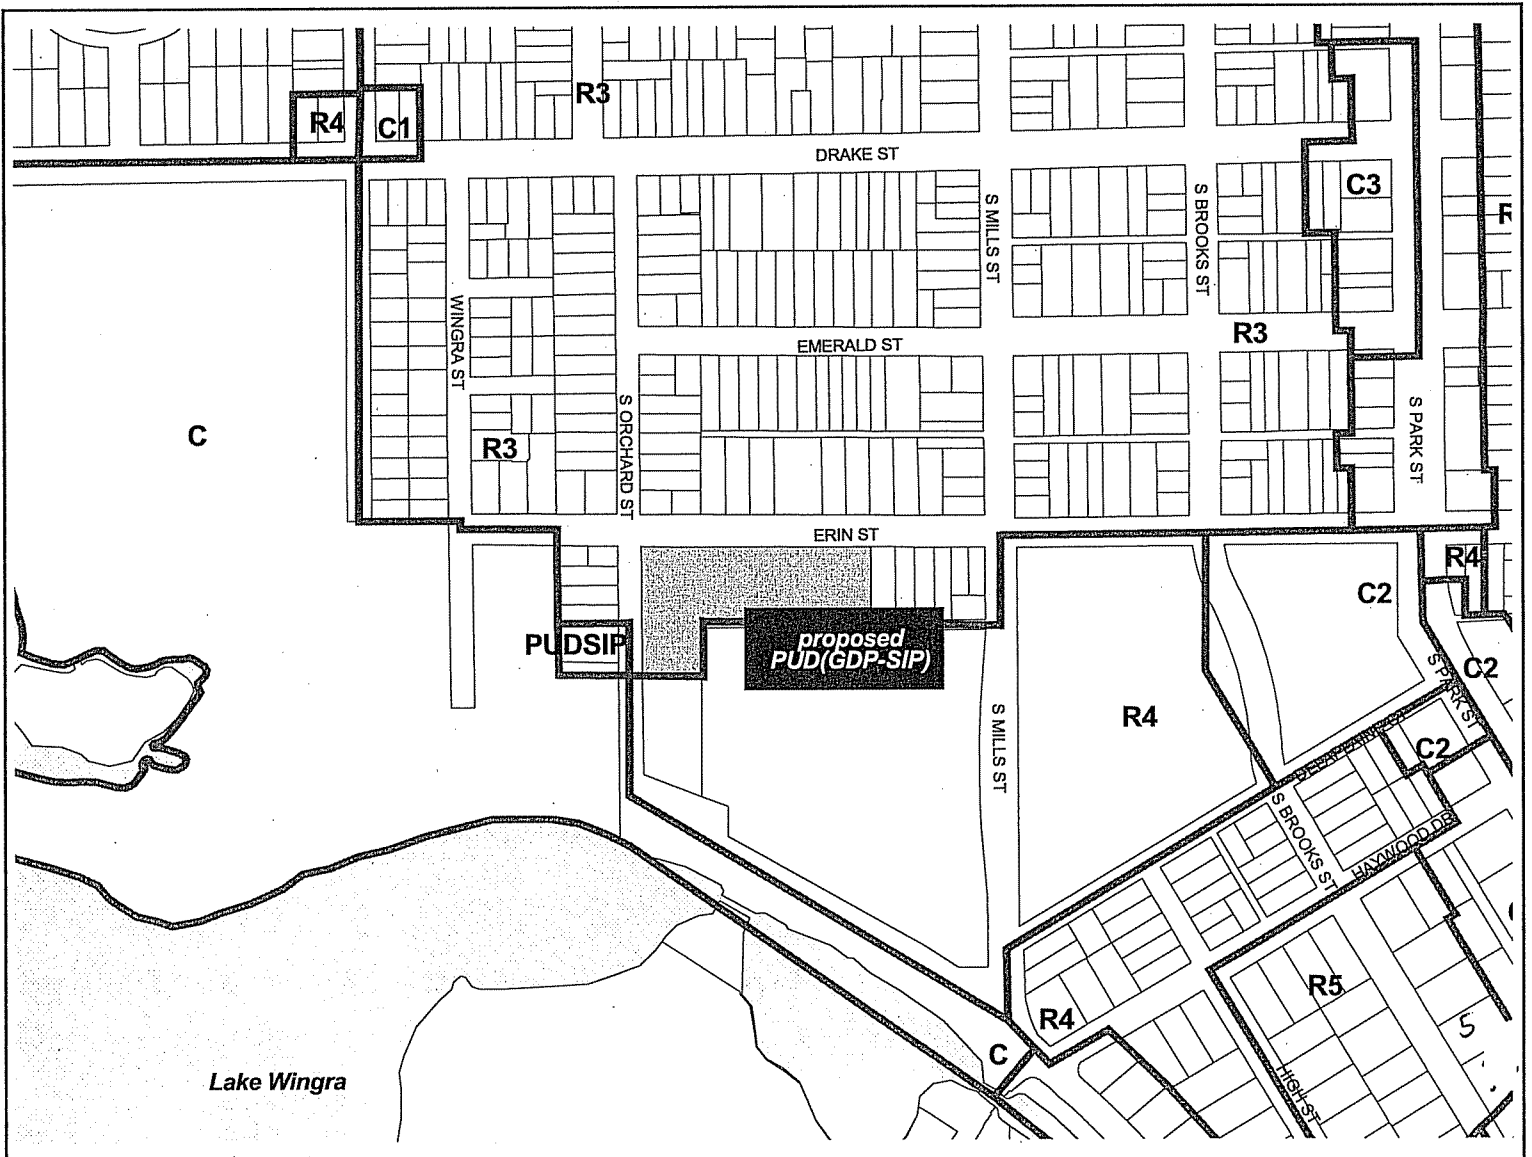 R3
R4
C1
DRAKE ST
C3
R
S MILLS ST
S BROOKS ST
WINGRA ST
R3
EMERALD ST
S ORCHARD ST
S PARK ST
C
R3
ERIN ST
R4
C2
PUDSIP
proposed
PUD(GDP-SIP)
S PARK ST
C2
S MILLS ST
R4
C2
S BROOKS ST
HAYWOOD DR
R5
R4
5
C
Lake Wingra
HIGH ST